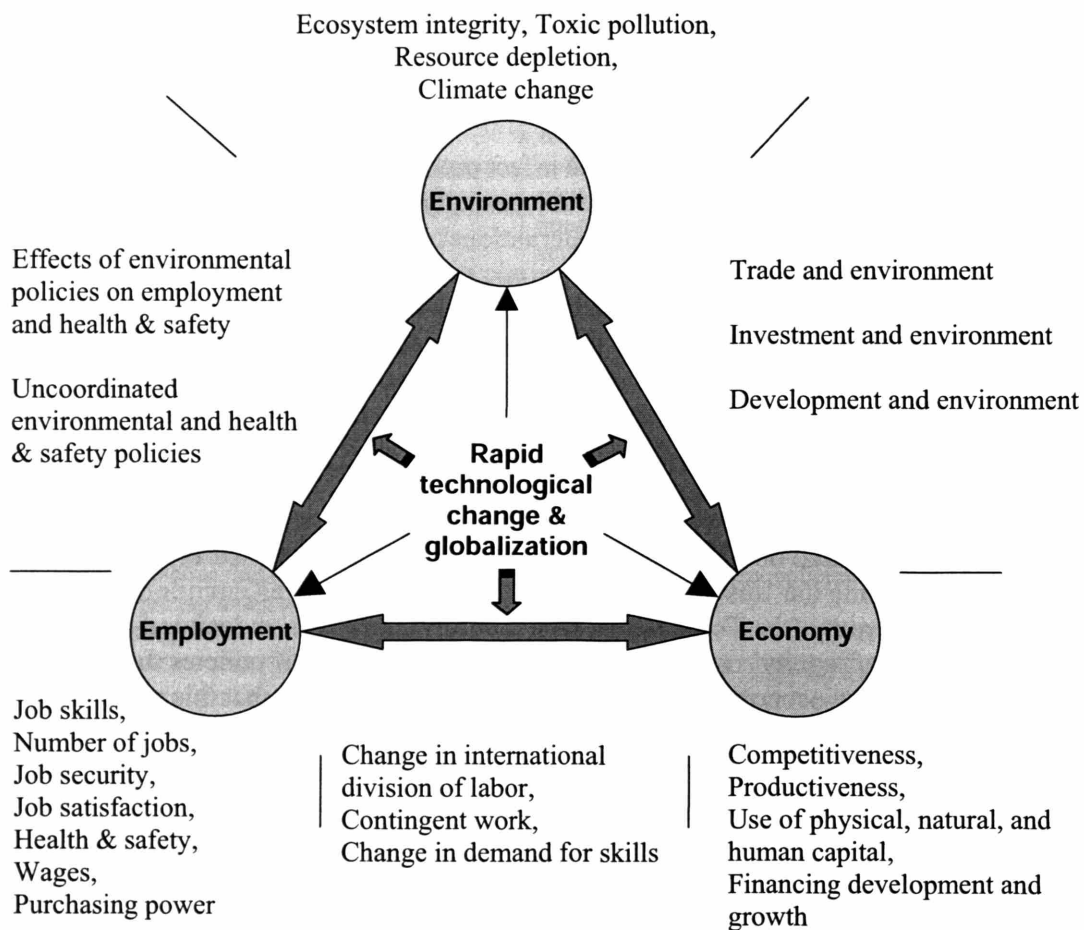 Ecosystem integrity, Toxic pollution,
Resource depletion,
Climate change
Environment
Effects of environmental
policies on employment
and health & safety
Uncoordinated
environmental and health
& safety policies
Trade and environment
Investment and environment
Development and environment
Rapid
technological
change &
globalization
Employment
Economy
Job skills,
Number of jobs,
Job security,
Job satisfaction,
Health & safety,
Wages,
Purchasing power
Change in international
division of labor,
Contingent work,
Change in demand for skills
Competitiveness,
Productiveness,
Use of physical, natural, and
human capital,
Financing development and
growth